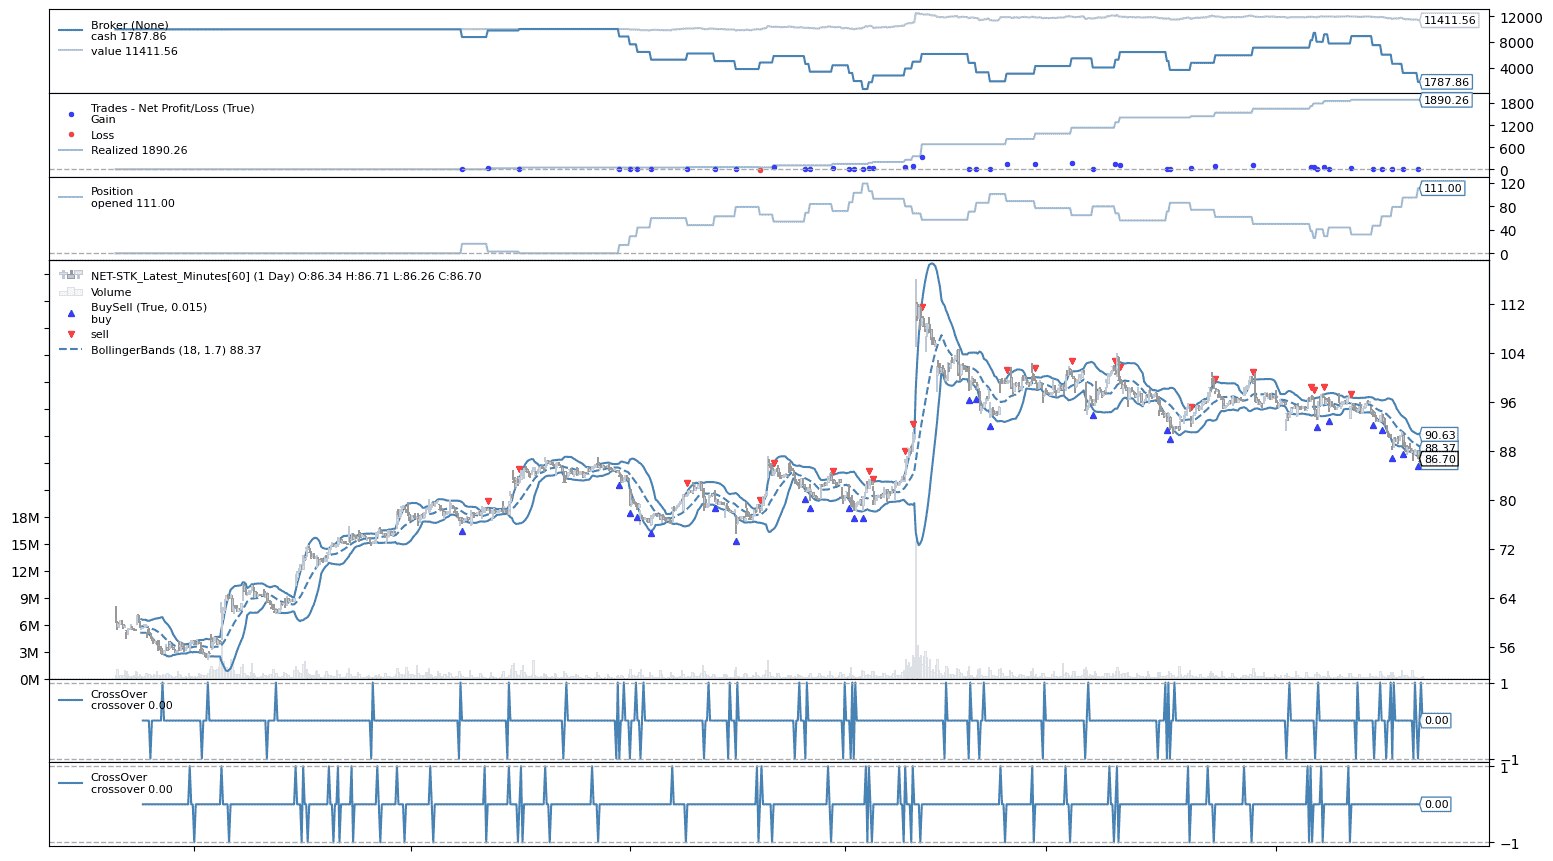 Broker (None)
cash 1787.86
value 11411.56
11411.56
1787.86
12000
8000
4000
Trades - Net Profit/Loss (True)
Gain
Loss
Realized 1890.26
1890.26
1800
1200
600
0
Position
opened 111.00
111.00
120
80
40
0
NET-STK_Latest_Minutes[60] (1 Day) O:86.34 H:86.71 L:86.26 C:86.70
Volume
BuySell (True, 0.015)
buy
sell
BollingerBands (18, 1.7) 88.37
18M
15M
12M
9M
6M
3M
0M
112
104
96
88
80
72
64
56
90.63
88.37
86.70
CrossOver
crossover 0.00
0.00
1
−1
CrossOver
crossover 0.00
0.00
1
−1